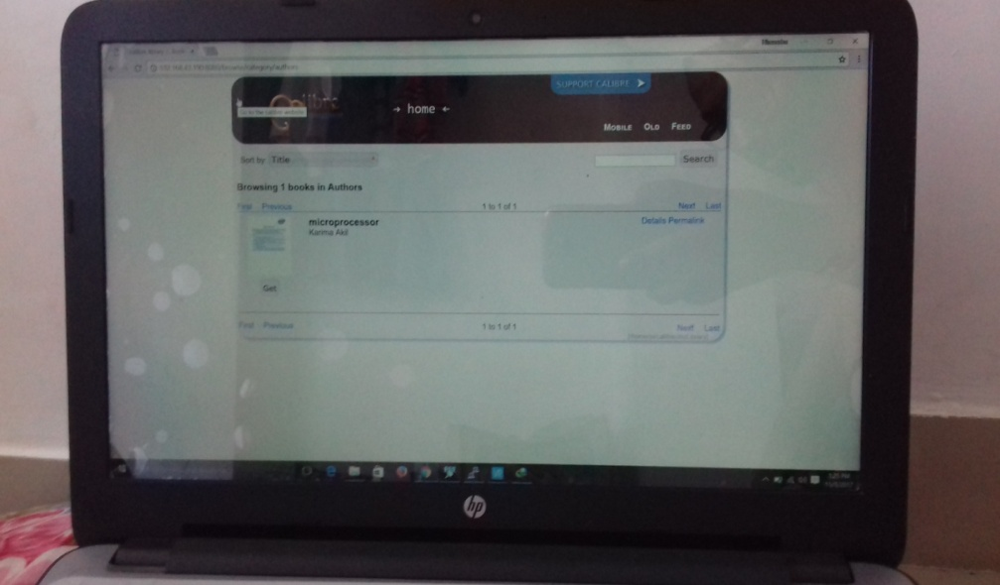 SUPPORT CALIBRE
→ home ←
MOBILE OLD FEED
Sort by Title
Search
Browsing 1 books in Authors
First Previous 1 to 1 of 1 Next Last
microprocessor
Details Permalink
Karima Akil
Get
First Previous 1 to 1 of 1 Next Last
hp